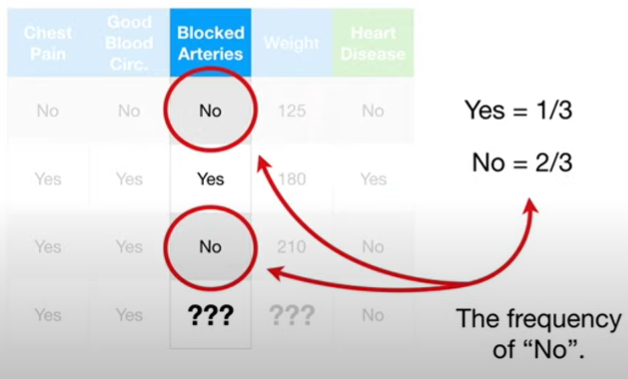 Chest Pain Good Blood Circ. Blocked Arteries Weight Heart Disease
No No No 125 No
Yes Yes Yes 180 Yes
Yes Yes No 210 No
Yes Yes ??? ??? No
Yes = 1/3
No = 2/3
The frequency
of “No”.